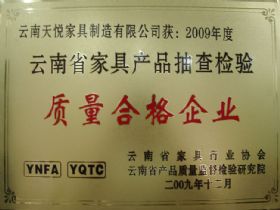 云南天悦家具制造有限公司获：2009年度
云南省家具产品抽查检验
质量合格企业
YNFA YQTC 云南省家具行业协会
云南省产品质量监督检验研究院
二00九年十二月